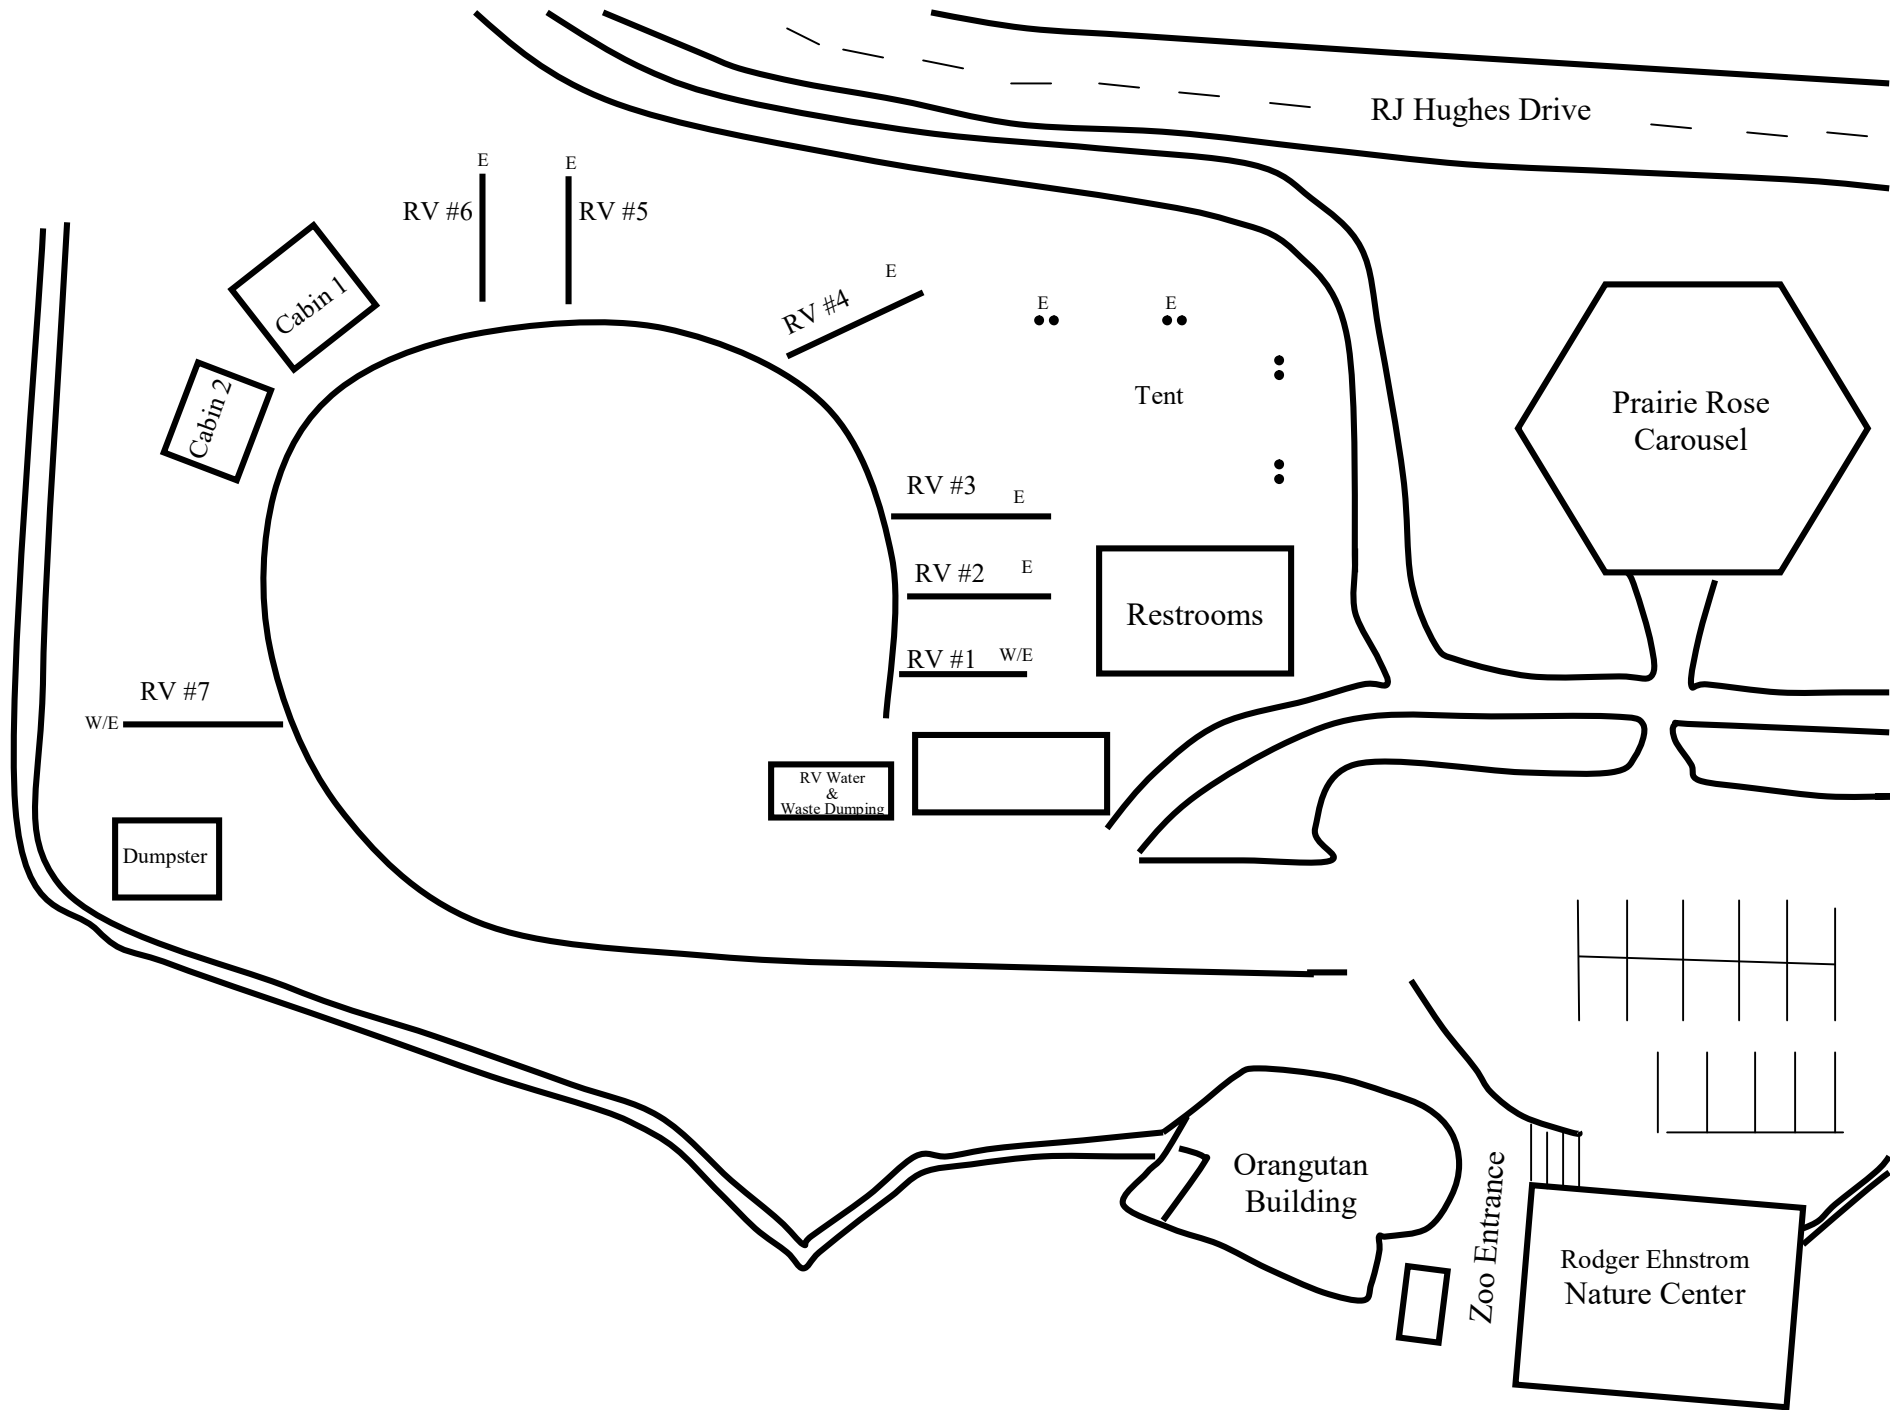 RJ Hughes Drive
E
E
RV #6
RV #5
E
RV #4
Cabin 1
E
E
Cabin 2
Tent
Prairie Rose
Carousel
RV #3
E
RV #2
E
Restrooms
RV #1
W/E
RV #7
W/E
RV Water
&
Waste Dumping
Dumpster
Orangutan
Building
Zoo Entrance
Rodger Ehnstrom
Nature Center